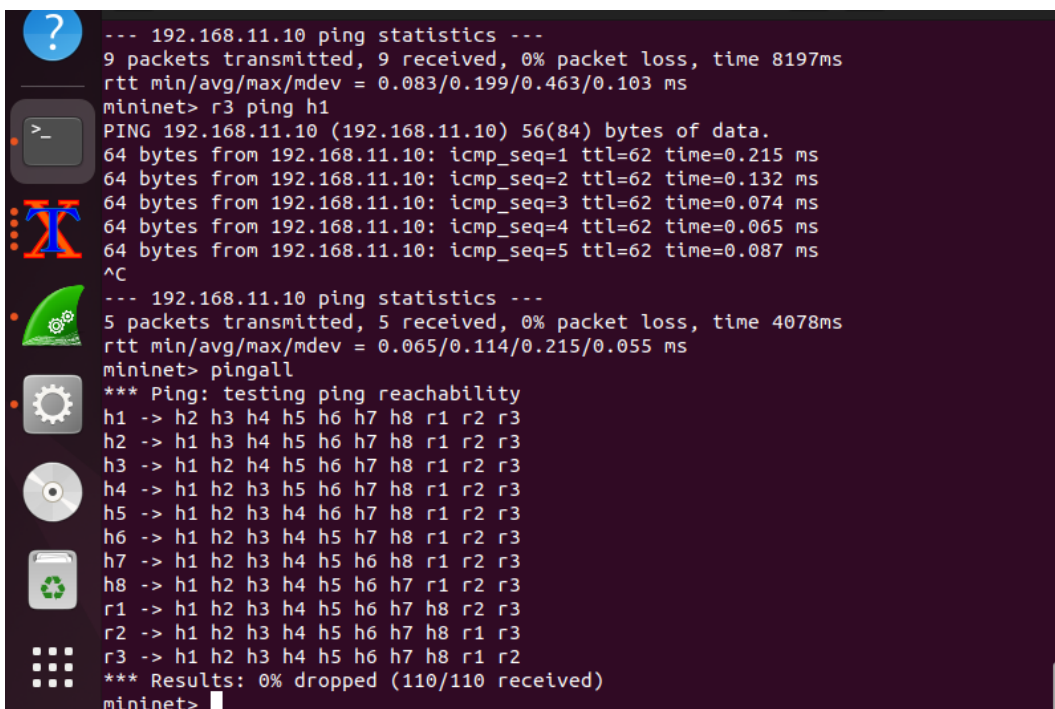 --- 192.168.11.10 ping statistics ---
9 packets transmitted, 9 received, 0% packet loss, time 8197ms
rtt min/avg/max/mdev = 0.083/0.199/0.463/0.103 ms
mininet> r3 ping h1
PING 192.168.11.10 (192.168.11.10) 56(84) bytes of data.
64 bytes from 192.168.11.10: icmp_seq=1 ttl=62 time=0.215 ms
64 bytes from 192.168.11.10: icmp_seq=2 ttl=62 time=0.132 ms
64 bytes from 192.168.11.10: icmp_seq=3 ttl=62 time=0.074 ms
64 bytes from 192.168.11.10: icmp_seq=4 ttl=62 time=0.065 ms
64 bytes from 192.168.11.10: icmp_seq=5 ttl=62 time=0.087 ms
^C
--- 192.168.11.10 ping statistics ---
5 packets transmitted, 5 received, 0% packet loss, time 4078ms
rtt min/avg/max/mdev = 0.065/0.114/0.215/0.055 ms
mininet> pingall
*** Ping: testing ping reachability
h1 -> h2 h3 h4 h5 h6 h7 h8 r1 r2 r3
h2 -> h1 h3 h4 h5 h6 h7 h8 r1 r2 r3
h3 -> h1 h2 h4 h5 h6 h7 h8 r1 r2 r3
h4 -> h1 h2 h3 h5 h6 h7 h8 r1 r2 r3
h5 -> h1 h2 h3 h4 h6 h7 h8 r1 r2 r3
h6 -> h1 h2 h3 h4 h5 h7 h8 r1 r2 r3
h7 -> h1 h2 h3 h4 h5 h6 h8 r1 r2 r3
h8 -> h1 h2 h3 h4 h5 h6 h7 r1 r2 r3
r1 -> h1 h2 h3 h4 h5 h6 h7 h8 r2 r3
r2 -> h1 h2 h3 h4 h5 h6 h7 h8 r1 r3
r3 -> h1 h2 h3 h4 h5 h6 h7 h8 r1 r2
*** Results: 0% dropped (110/110 received)
mininet>